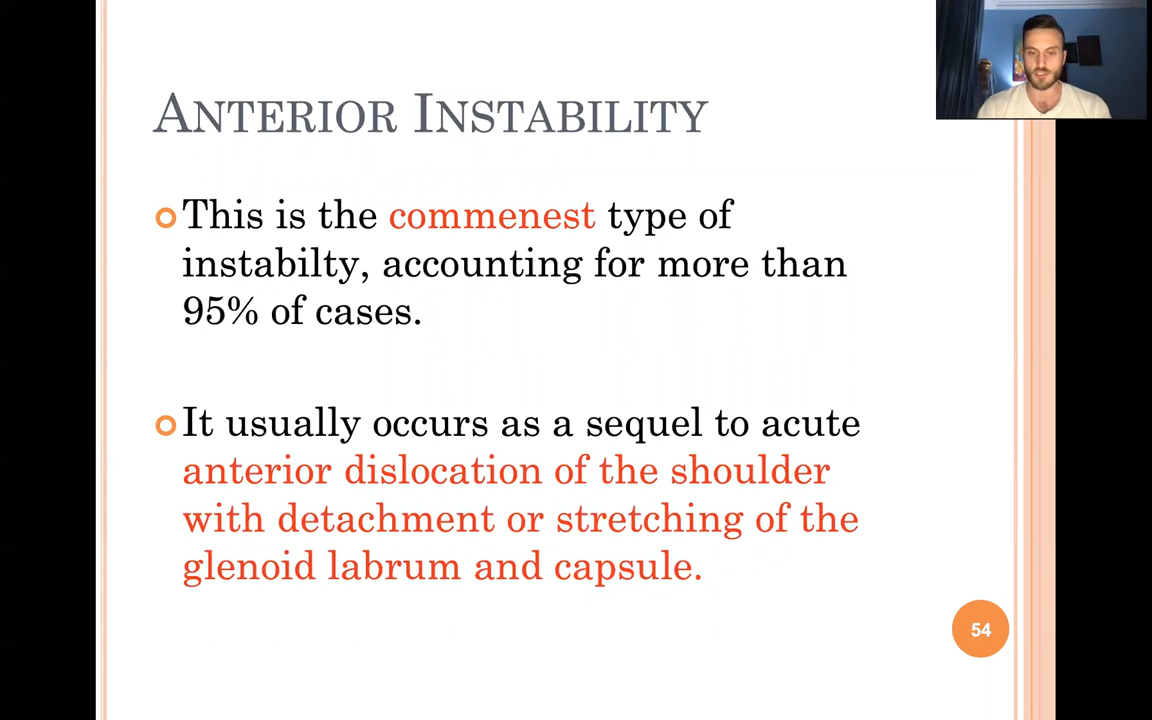 ANTERIOR INSTABILITY
This is the commenest type of
instabilty, accounting for more than
95% of cases.
It usually occurs as a sequel to acute
anterior dislocation of the shoulder
with detachment or stretching of the
glenoid labrum and capsule.
54